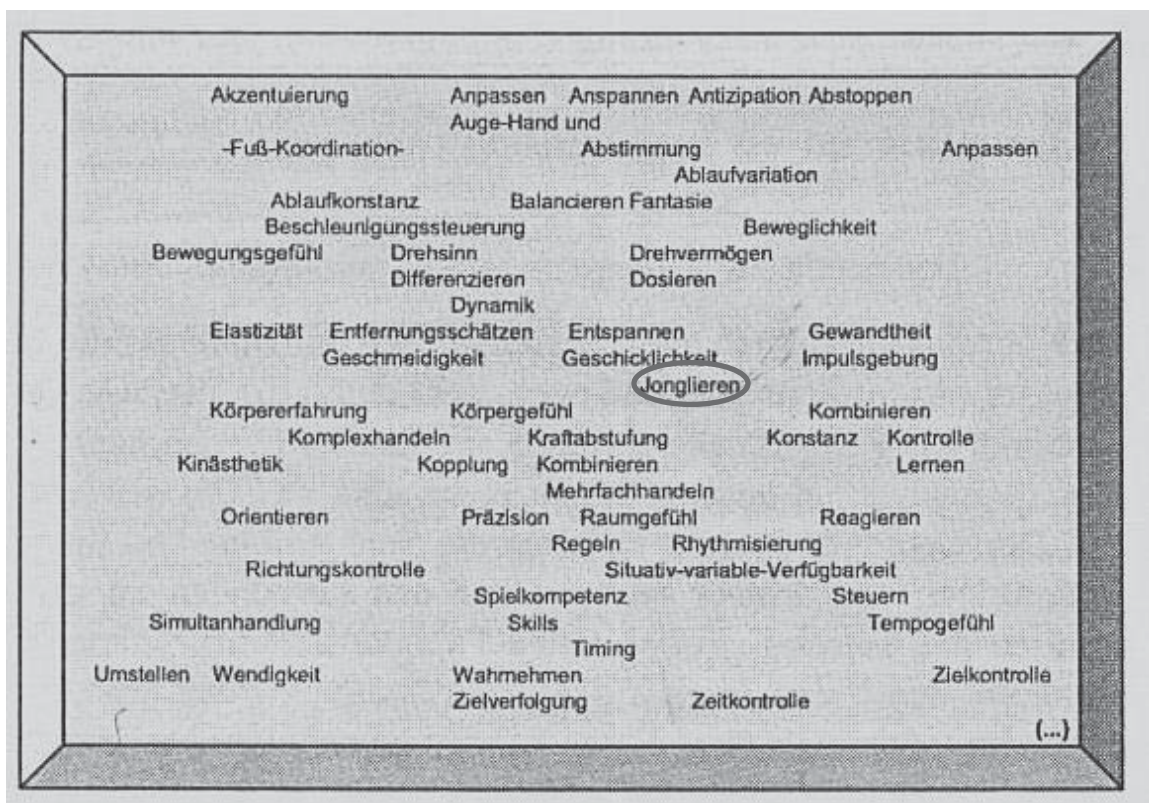 Akzentuierung Anpassen Anspannen Antizipation Abstoppen
Auge-Hand und
-Fuß-Koordination- Abstimmung Anpassen
Ablaufvariation
Ablaufkonstanz Balancieren Fantasie
Beschleunigungssteuerung Beweglichkeit
Bewegungsgefühl Drehsinn Drehvermögen
Differenzieren Dosieren
Dynamik
Elastizität Entfernungsschätzen Entspannen Gewandtheit
Geschmeidigkeit Geschicklichkeit Impulsgebung
Jonglieren
Körpererfahrung Körpergefühl Kombinieren
Komplexhandeln Kraftabstufung Konstanz Kontrolle
Kinästhetik Kopplung Kombinieren Lernen
Mehrfachhandeln
Orientieren Präzision Raumgefühl Reagieren
Regeln Rhythmisierung
Richtungskontrolle Situativ-variable-Verfügbarkeit
Spielkompetenz Steuern
Simultanhandlung Skills Tempogefühl
Timing
Umstellen Wendigkeit Wahrnehmen Zielkontrolle
Zielverfolgung Zeitkontrolle
(...)